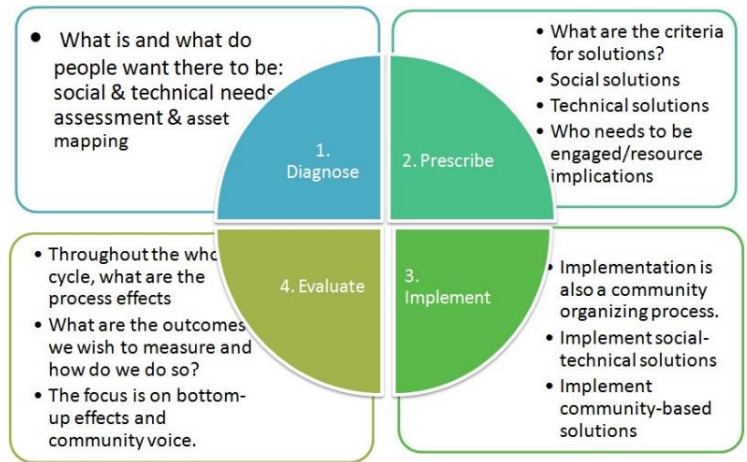 • What is and what do
people want there to be:
social & technical needs
assessment & asset
mapping
1.
Diagnose
• What are the criteria
for solutions?
• Social solutions
• Technical solutions
• Who needs to be
engaged/resource
implications
2. Prescribe
• Throughout the
cycle, what are the
process effects
• What are the outcomes
we wish to measure and
how do we do so?
• The focus is on bottom-
up effects and
community voice.
4. Evaluate
3.
Implement
• Implementation is
also a community
organizing process.
• Implement social-
technical solutions
• Implement
community-based
solutions